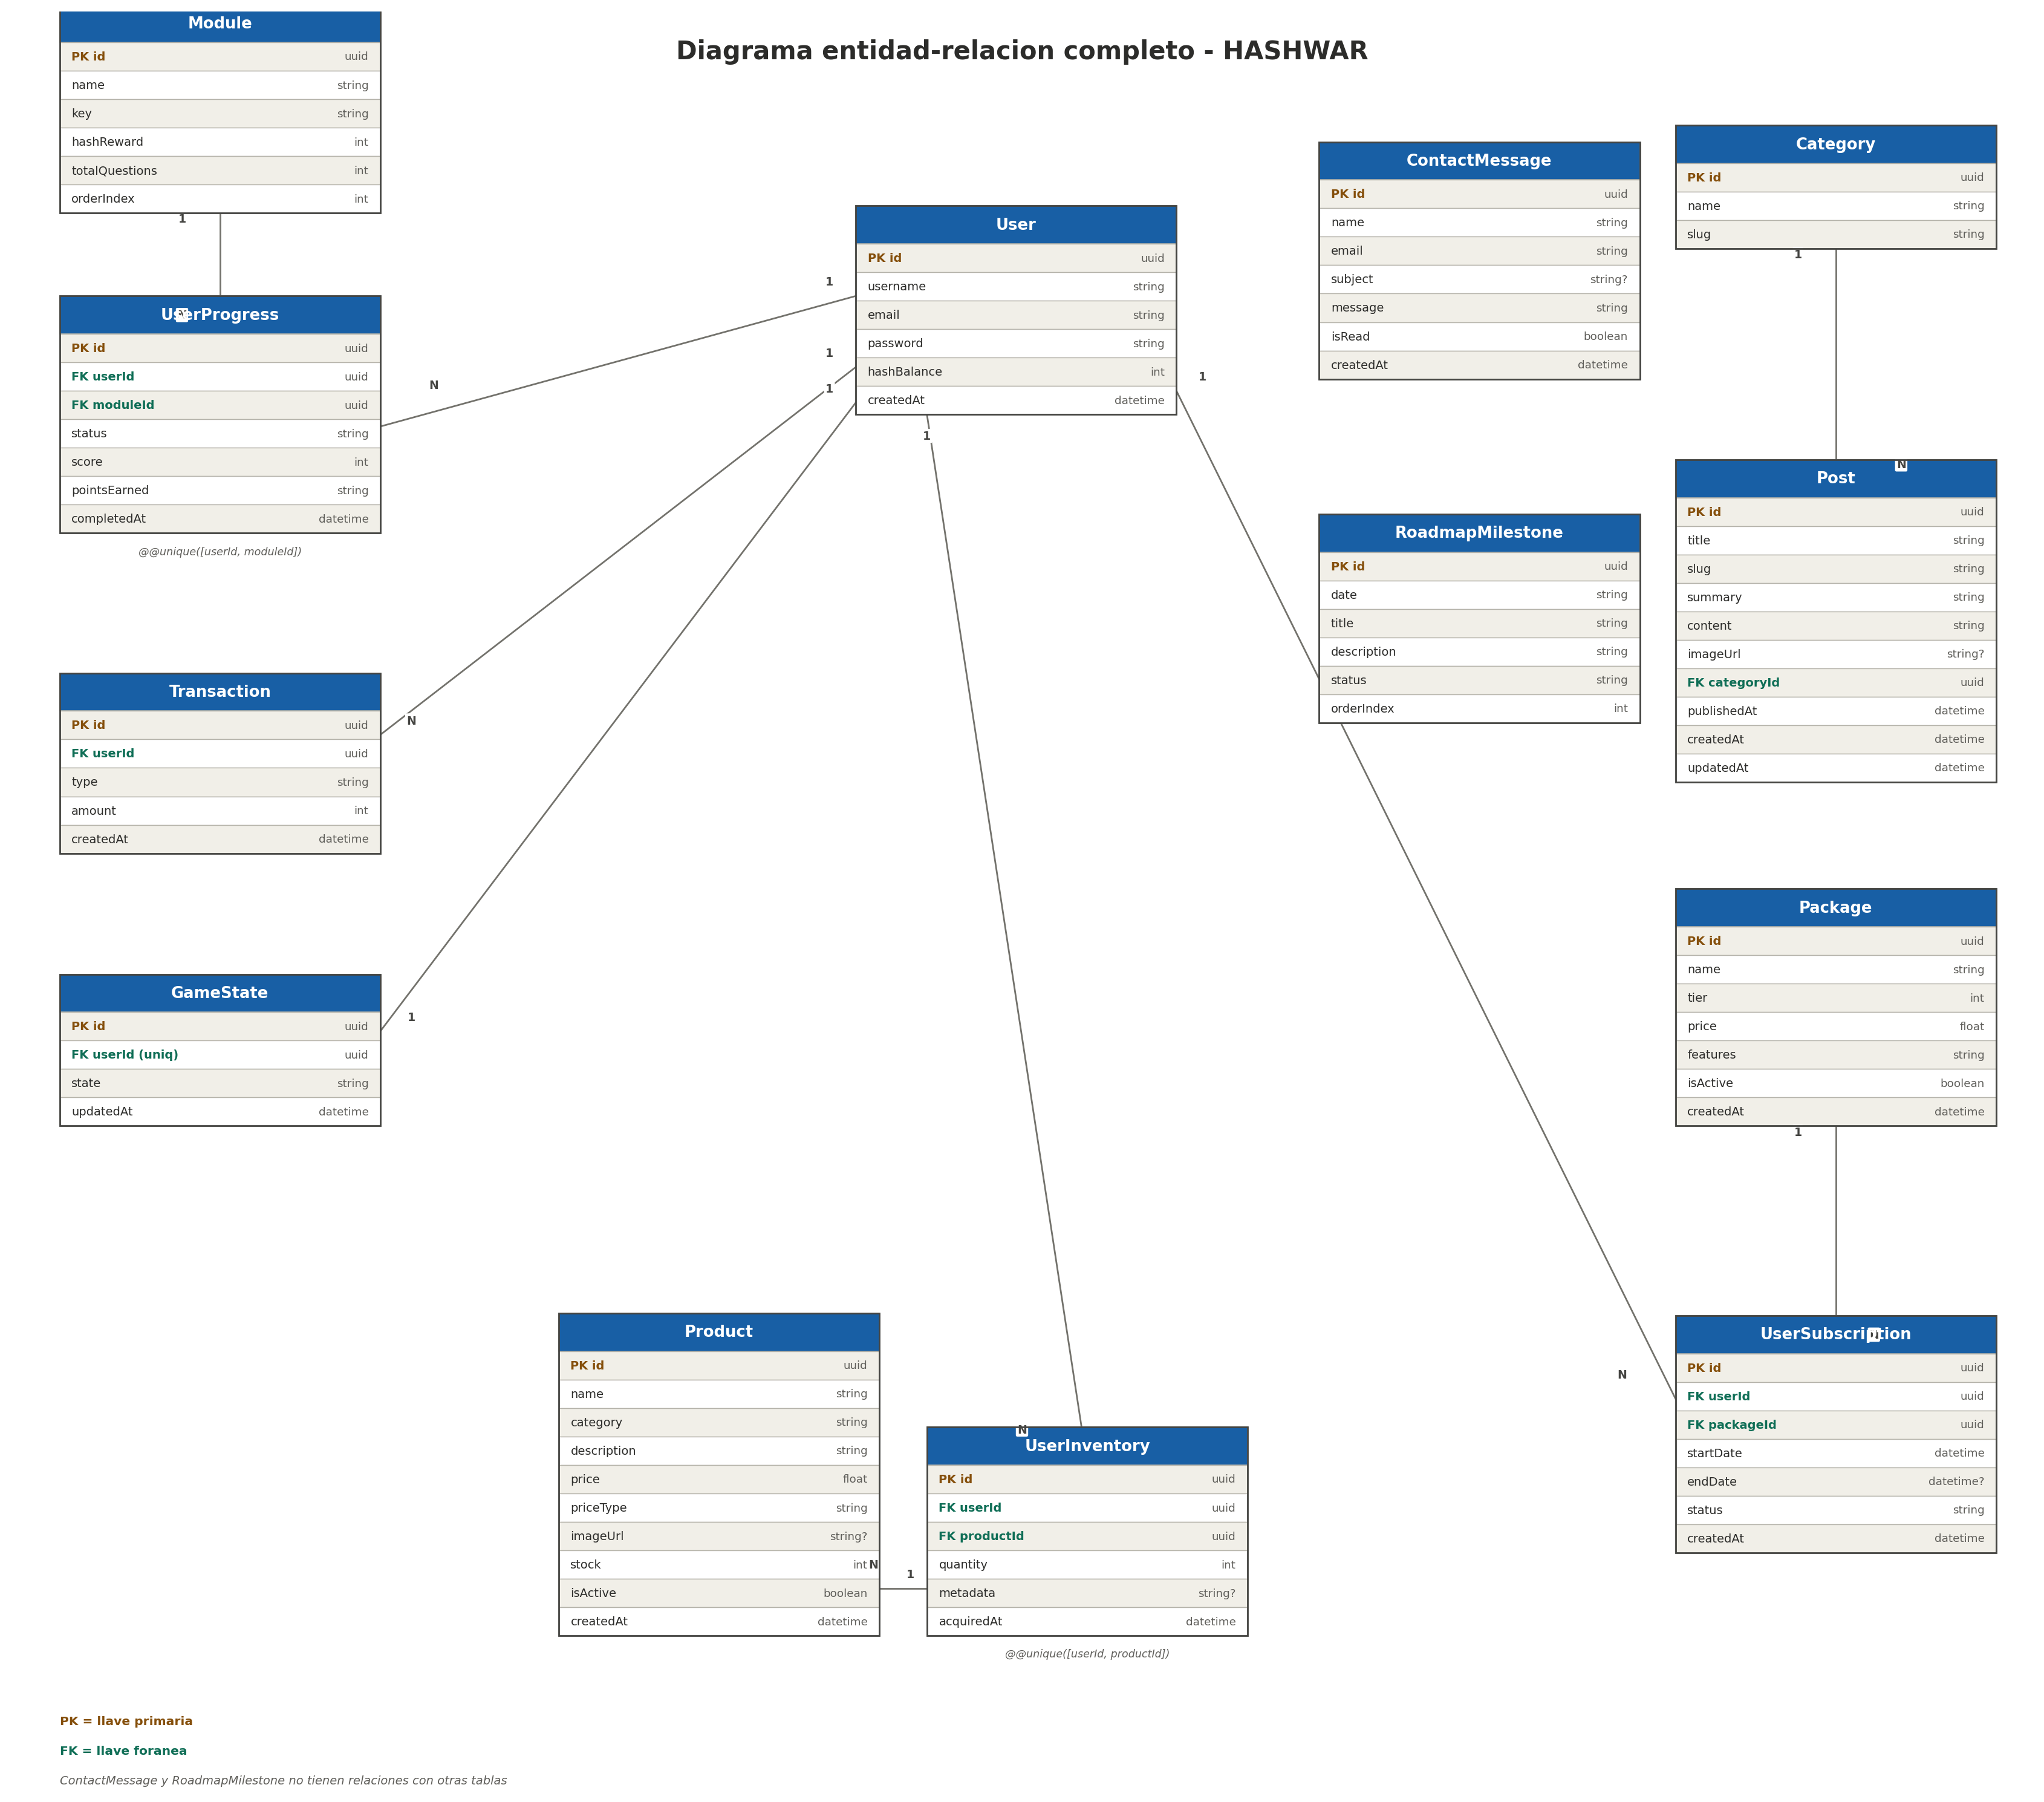 Diagrama entidad-relacion completo - HASHWAR
Module
PK id uuid
name string
key string
hashReward int
totalQuestions int
orderIndex int
1
UserProgress
PK id uuid
FK userId uuid
FK moduleId uuid
status string
score int
pointsEarned string
completedAt datetime
@@unique([userId, moduleId])
N
Transaction
PK id uuid
FK userId uuid
type string
amount int
createdAt datetime
N
GameState
PK id uuid
FK userId (uniq) uuid
state string
updatedAt datetime
1
User
PK id uuid
username string
email string
password string
hashBalance int
createdAt datetime
1
1
1
1
1
ContactMessage
PK id uuid
name string
email string
subject string?
message string
isRead boolean
createdAt datetime
RoadmapMilestone
PK id uuid
date string
title string
description string
status string
orderIndex int
Category
PK id uuid
name string
slug string
1
N
Post
PK id uuid
title string
slug string
summary string
content string
imageUrl string?
FK categoryId uuid
publishedAt datetime
createdAt datetime
updatedAt datetime
Package
PK id uuid
name string
tier int
price float
features string
isActive boolean
createdAt datetime
1
N
UserSubscription
PK id uuid
FK userId uuid
FK packageId uuid
startDate datetime
endDate datetime?
status string
createdAt datetime
Product
PK id uuid
name string
category string
description string
price float
priceType string
imageUrl string?
stock int
isActive boolean
createdAt datetime
N
1
N
UserInventory
PK id uuid
FK userId uuid
FK productId uuid
quantity int
metadata string?
acquiredAt datetime
@@unique([userId, productId])
PK = llave primaria
FK = llave foranea
ContactMessage y RoadmapMilestone no tienen relaciones con otras tablas